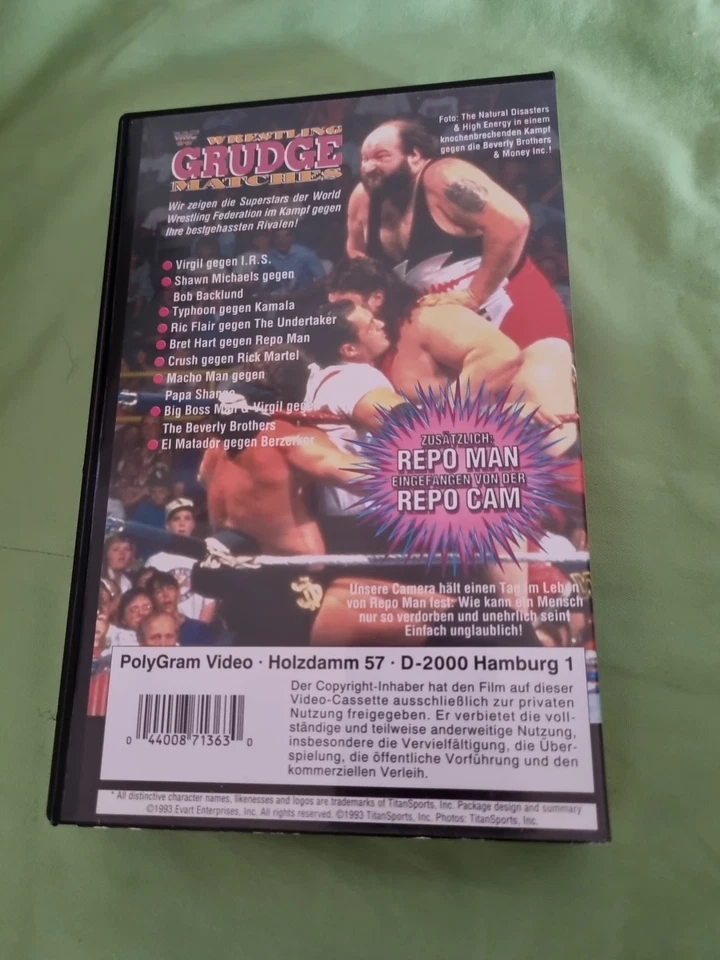 WRESTLING
GRUDGE
MATCHES
Wir zeigen die Superstars der World
Wrestling Federation im Kampf gegen
Ihre bestgehassten Rivalen!
Foto: The Natural Disasters
& High Energy in einem
knochenbrechenden Kampf
gegen die Beverly Brothers
& Money Inc.!
Virgil gegen I.R.S.
Shawn Michaels gegen
Bob Backlund
Typhoon gegen Kamala
Ric Flair gegen The Undertaker
Bret Hart gegen Repo Man
Crush gegen Rick Martel
Macho Man gegen
Papa Shango
Big Boss Man & Virgil gegen
The Beverly Brothers
El Matador gegen Berzerker
ZUSÄTZLICH:
REPO MAN
EINGEFANGEN VON DER
REPO CAM
Unsere Camera hält einen Tag im Leben
von Repo Man fest. Wie kann ein Mensch
nur so verdorben und unehrlich sein!
Einfach unglaublich!
PolyGram Video · Holzdamm 57 · D-2000 Hamburg 1
Der Copyright-Inhaber hat den Film auf dieser
Video-Cassette ausschließlich zur privaten
Nutzung freigegeben. Er verbietet die voll-
ständige und teilweise anderweitige Nutzung,
insbesondere die Vervielfältigung, die Über-
spielung, die öffentliche Vorführung und den
kommerziellen Verleih.
0 44008 71363 0
* All distinctive character names, likenesses and logos are trademarks of TitanSports, Inc. Package design and summary
©1993 Evart Enterprises, Inc. All rights reserved. ©1993 TitanSports, Inc. Photos: TitanSports, Inc.